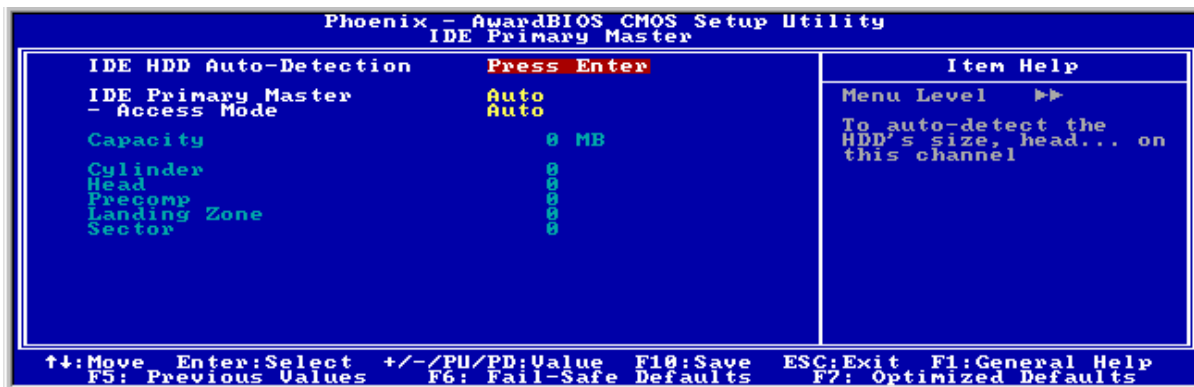 Phoenix - AwardBIOS CMOS Setup Utility
IDE Primary Master
IDE HDD Auto-Detection Press Enter
IDE Primary Master Auto
- Access Mode Auto
Capacity 0 MB
Cylinder 0
Head 0
Precomp 0
Landing Zone 0
Sector 0
Item Help
Menu Level ▶▶
To auto-detect the
HDD's size, head... on
this channel
↑↓:Move Enter:Select +/-/PU/PD:Value F10:Save ESC:Exit F1:General Help
F5: Previous Values F6: Fail-Safe Defaults F7: Optimized Defaults